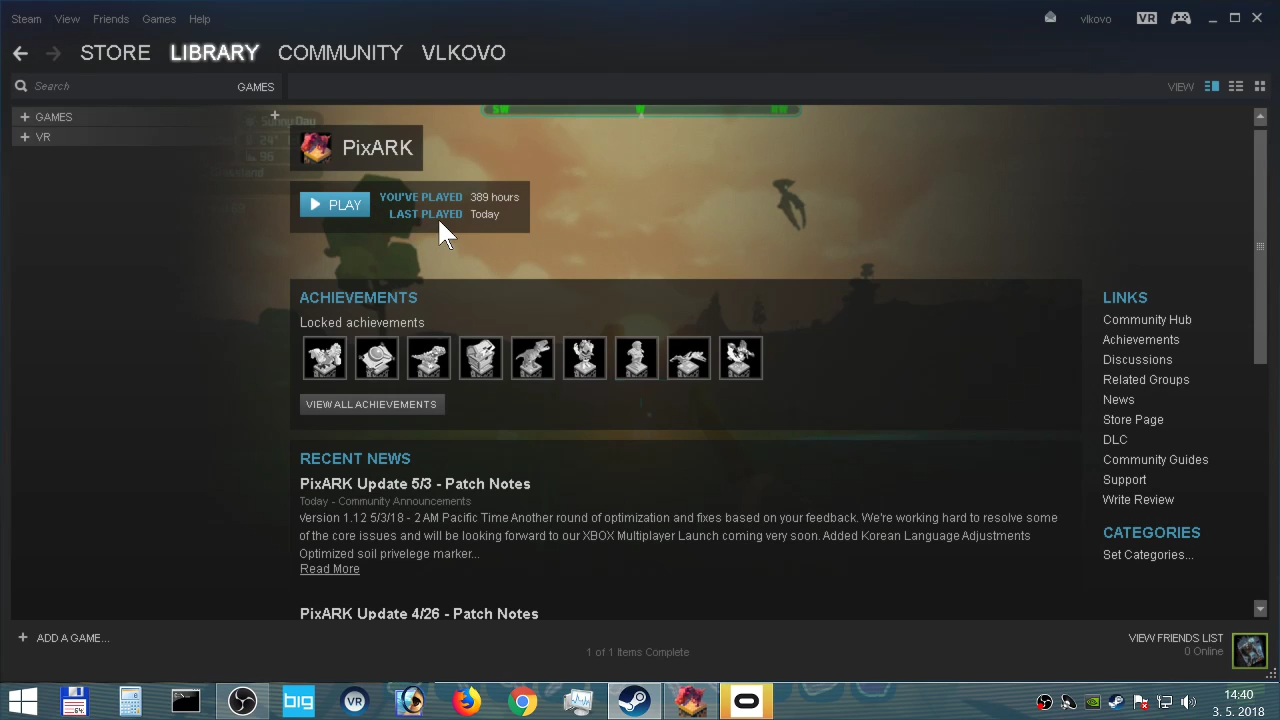 Steam View Friends Games Help
vlkovo VR
STORE LIBRARY COMMUNITY VLKOVO
Search GAMES
VIEW
GAMES
VR
Sunny Day
24°
96
SW W NW
PixARK
PLAY
YOU'VE PLAYED 389 hours
LAST PLAYED Today
ACHIEVEMENTS
Locked achievements
VIEW ALL ACHIEVEMENTS
RECENT NEWS
PixARK Update 5/3 - Patch Notes
Today - Community Announcements
Version 1.12 5/3/18 - 2 AM Pacific Time Another round of optimization and fixes based on your feedback. We're working hard to resolve some
of the core issues and will be looking forward to our XBOX Multiplayer Launch coming very soon. Added Korean Language Adjustments
Optimized soil privelege marker...
Read More
PixARK Update 4/26 - Patch Notes
LINKS
Community Hub
Achievements
Discussions
Related Groups
News
Store Page
DLC
Community Guides
Support
Write Review
CATEGORIES
Set Categories...
ADD A GAME...
1 of 1 Items Complete
VIEW FRIENDS LIST
0 Online
big VR
14:40
3. 5. 2018